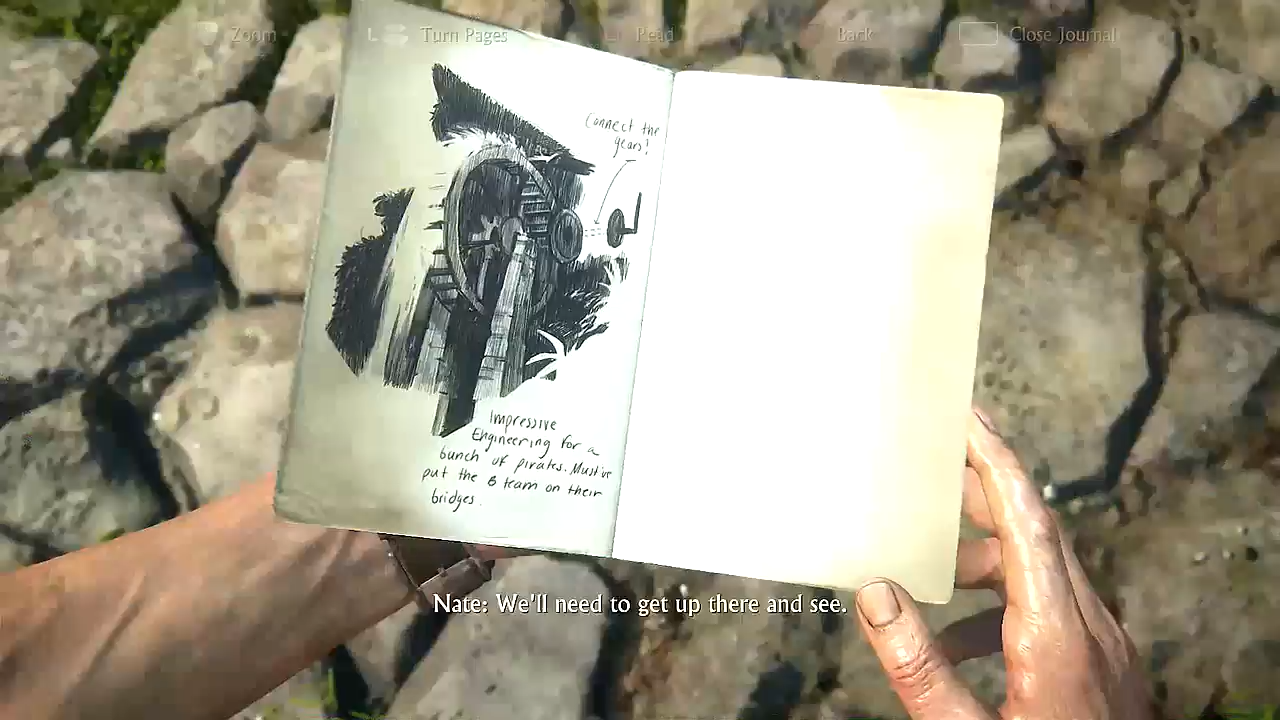 Zoom
L
Turn Pages
Read
Back
Close Journal
Connect the
gears!
Impressive
Engineering for a
bunch of pirates. Must've
put the B team on their
bridges.
Nate: We'll need to get up there and see.